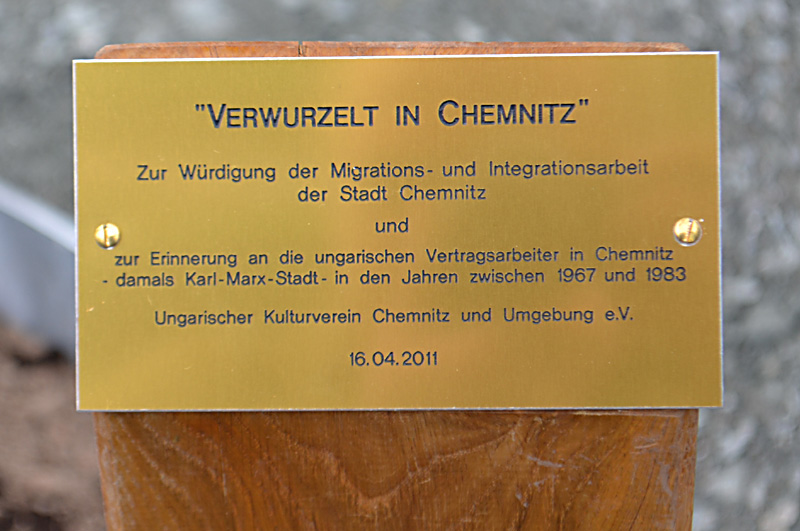 "Verwurzelt in Chemnitz"
Zur Würdigung der Migrations- und Integrationsarbeit
der Stadt Chemnitz
und
zur Erinnerung an die ungarischen Vertragsarbeiter in Chemnitz
- damals Karl-Marx-Stadt - in den Jahren zwischen 1967 und 1983
Ungarischer Kulturverein Chemnitz und Umgebung e.V.
16.04.2011